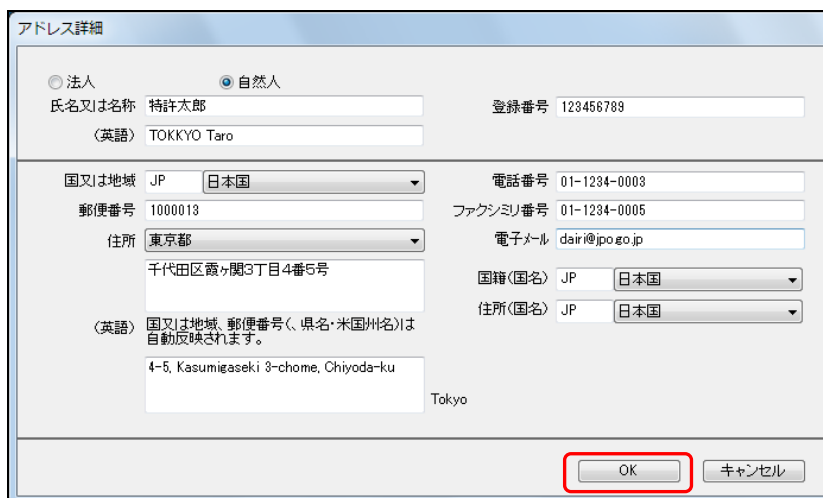 アドレス詳細
法人 自然人
氏名又は名称 特許太郎 登録番号 123456789
(英語) TOKKYO Taro
国又は地域 JP 日本国 電話番号 01-1234-0003
郵便番号 1000013 ファクシミリ番号 01-1234-0005
住所 東京都 電子メール dairi@jpo.go.jp
千代田区霞ヶ関3丁目4番5号 国籍(国名) JP 日本国
住所(国名) JP 日本国
(英語) 国又は地域、郵便番号(、県名・米国州名)は
自動反映されます。
4-5, Kasumigaseki 3-chome, Chiyoda-ku
Tokyo
OK キャンセル